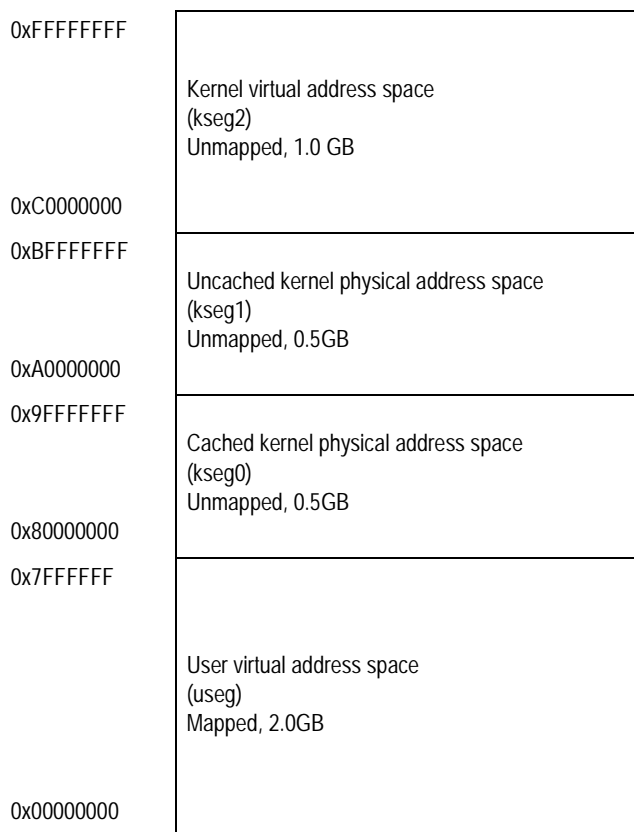 0xFFFFFFFF
Kernel virtual address space
(kseg2)
Unmapped, 1.0 GB
0xC0000000
0xBFFFFFFF
Uncached kernel physical address space
(kseg1)
Unmapped, 0.5GB
0xA0000000
0x9FFFFFFF
Cached kernel physical address space
(kseg0)
Unmapped, 0.5GB
0x80000000
0x7FFFFFF
User virtual address space
(useg)
Mapped, 2.0GB
0x00000000